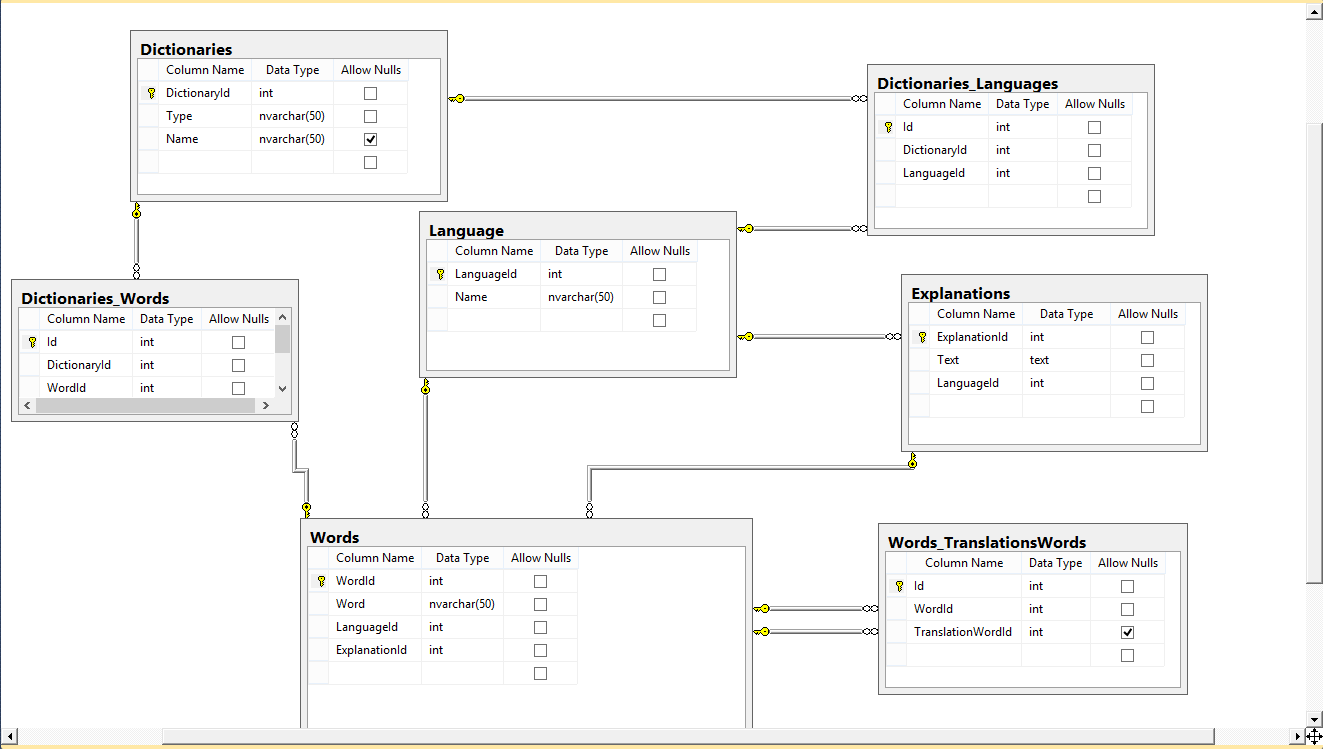 Dictionaries
Column Name Data Type Allow Nulls
DictionaryId int
Type nvarchar(50)
Name nvarchar(50)
Dictionaries_Languages
Column Name Data Type Allow Nulls
Id int
DictionaryId int
LanguageId int
Language
Column Name Data Type Allow Nulls
LanguageId int
Name nvarchar(50)
Dictionaries_Words
Column Name Data Type Allow Nulls
Id int
DictionaryId int
WordId int
Explanations
Column Name Data Type Allow Nulls
ExplanationId int
Text text
LanguageId int
Words
Column Name Data Type Allow Nulls
WordId int
Word nvarchar(50)
LanguageId int
ExplanationId int
Words_TranslationsWords
Column Name Data Type Allow Nulls
Id int
WordId int
TranslationWordId int